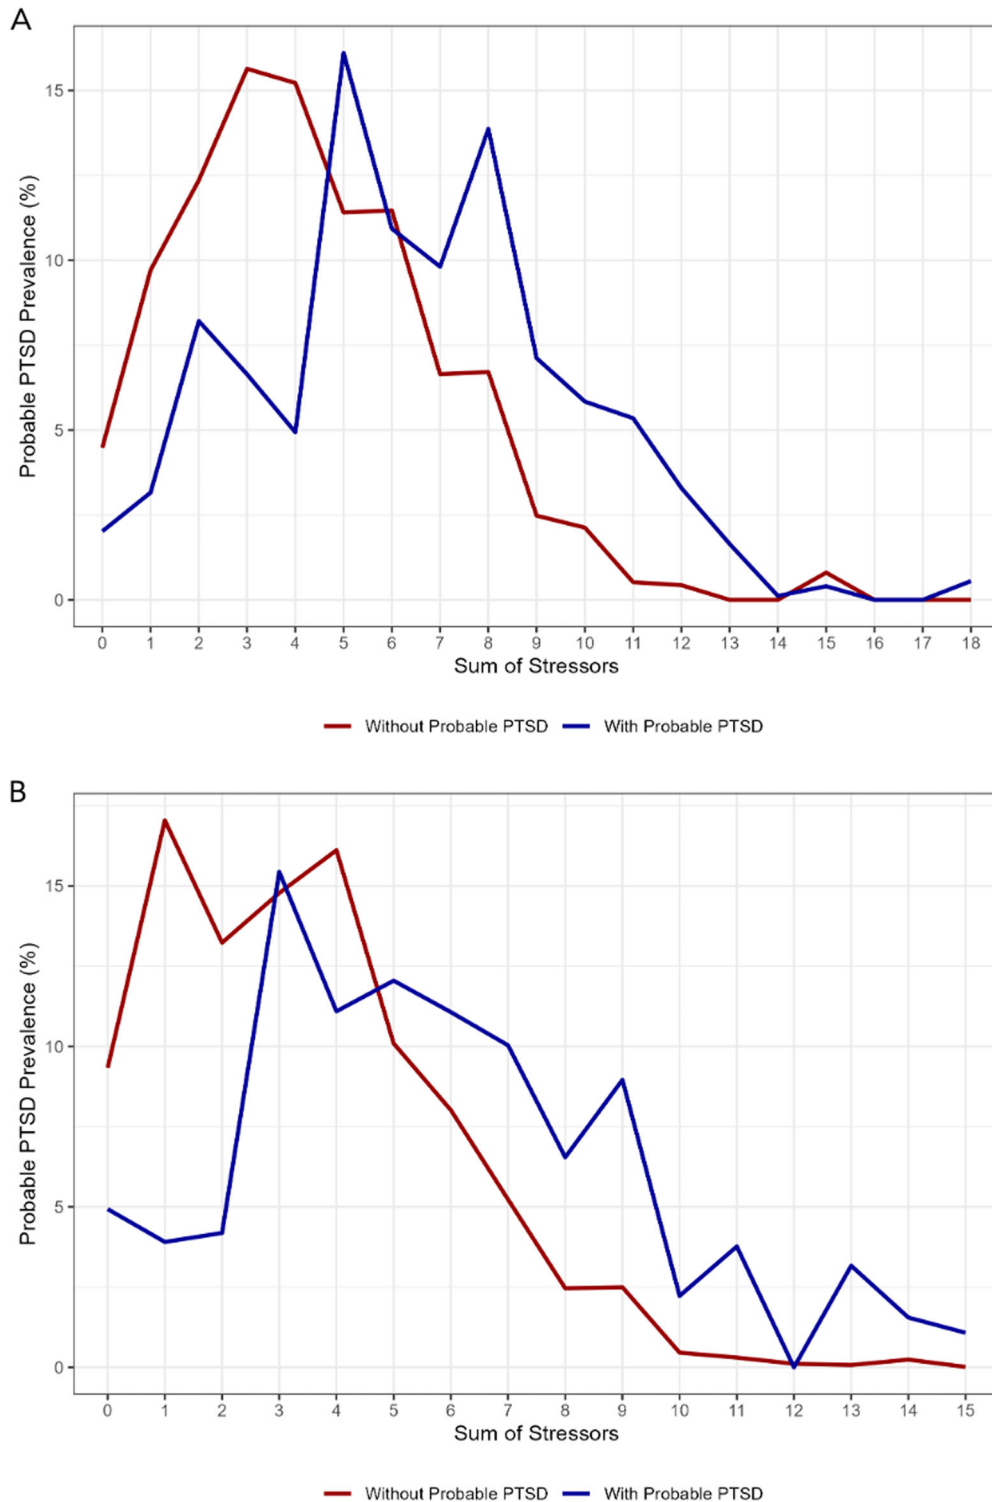 A
Probable PTSD Prevalence (%)
15
10
5
0
0 1 2 3 4 5 6 7 8 9 10 11 12 13 14 15 16 17 18
Sum of Stressors
Without Probable PTSD With Probable PTSD
B
Probable PTSD Prevalence (%)
15
10
5
0
0 1 2 3 4 5 6 7 8 9 10 11 12 13 14 15
Sum of Stressors
Without Probable PTSD With Probable PTSD